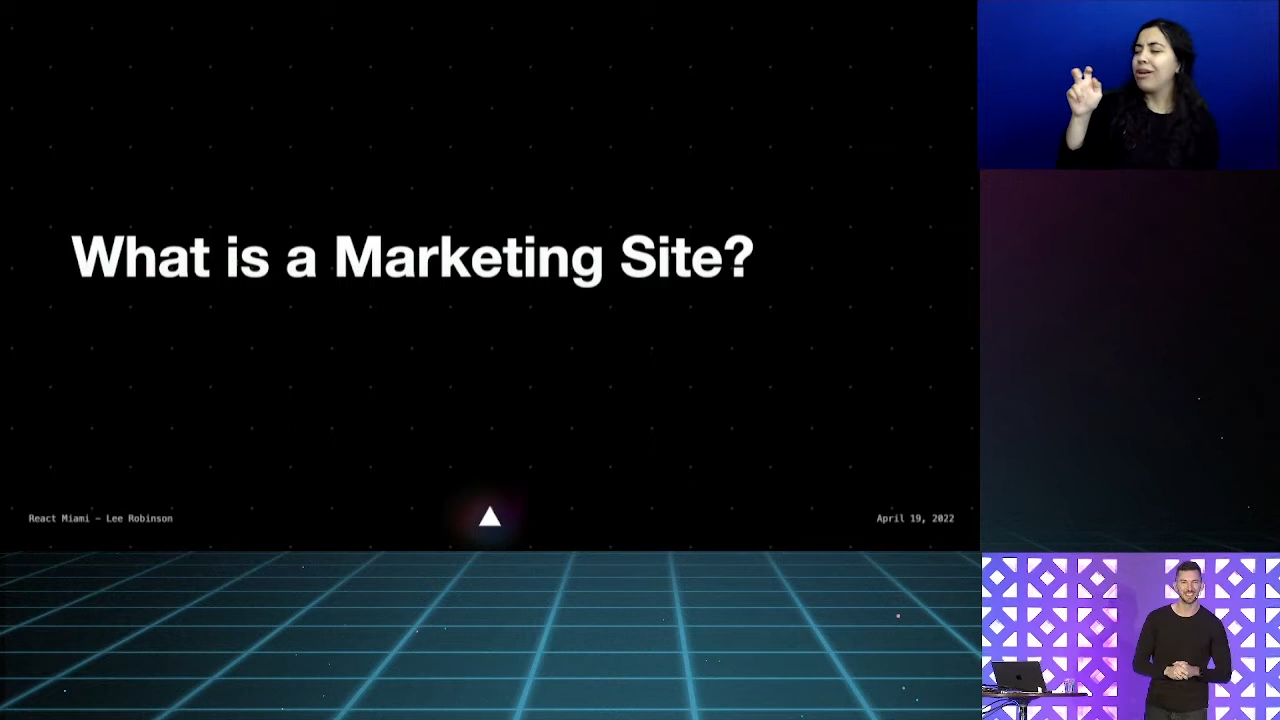 What is a Marketing Site?
React Miami — Lee Robinson
April 19, 2022